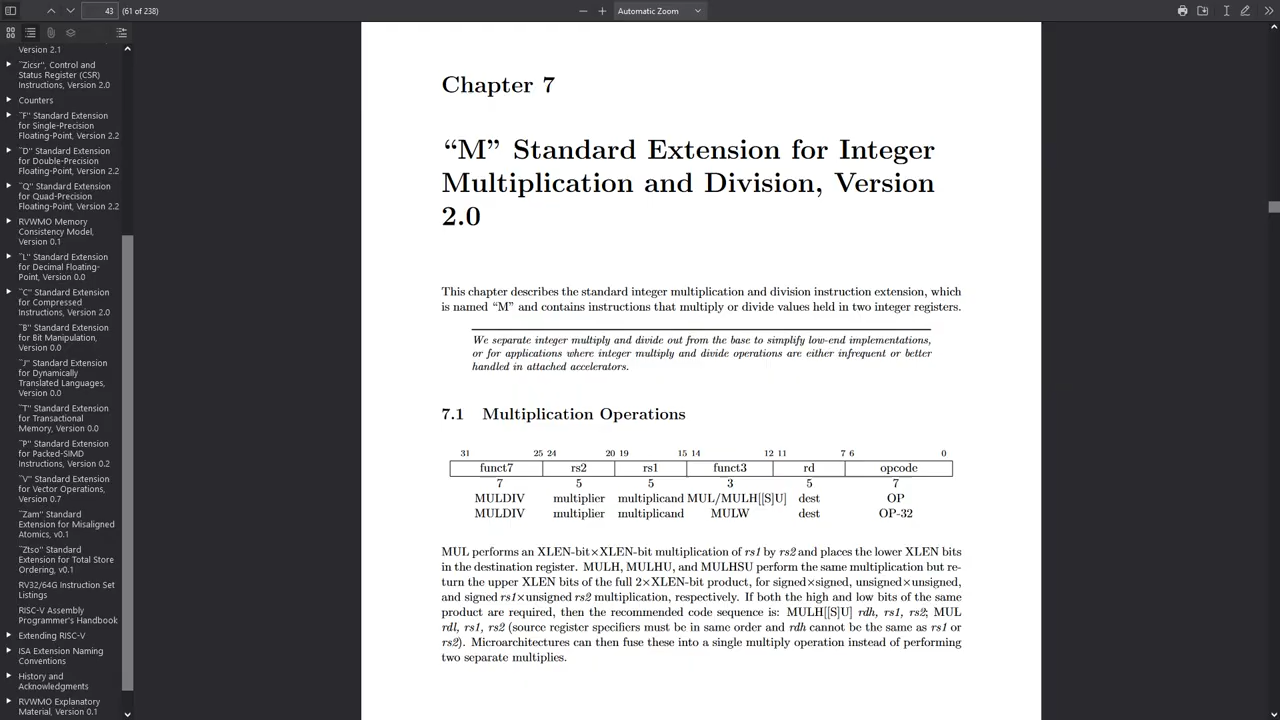 43
(61 of 238)
Automatic Zoom
Version 2.1
"Zicsr", Control and
Status Register (CSR)
Instructions, Version 2.0
Counters
"F" Standard Extension
for Single-Precision
Floating-Point, Version 2.2
"D" Standard Extension
for Double-Precision
Floating-Point, Version 2.2
"Q" Standard Extension
for Quad-Precision
Floating-Point, Version 2.2
RVWMO Memory
Consistency Model,
Version 0.1
"L" Standard Extension
for Decimal Floating-
Point, Version 0.0
"C" Standard Extension
for Compressed
Instructions, Version 2.0
"B" Standard Extension
for Bit Manipulation,
Version 0.0
"J" Standard Extension
for Dynamically
Translated Languages,
Version 0.0
"T" Standard Extension
for Transactional
Memory, Version 0.0
"P" Standard Extension
for Packed-SIMD
Instructions, Version 0.2
"V" Standard Extension
for Vector Operations,
Version 0.7
"Zam" Standard
Extension for Misaligned
Atomics, v0.1
"Ztso" Standard
Extension for Total Store
Ordering, v0.1
RV32/64G Instruction Set
Listings
RISC-V Assembly
Programmer's Handbook
Extending RISC-V
ISA Extension Naming
Conventions
History and
Acknowledgments
RVWMO Explanatory
Material, Version 0.1
Chapter 7
“M” Standard Extension for Integer
Multiplication and Division, Version
2.0
This chapter describes the standard integer multiplication and division instruction extension, which
is named “M” and contains instructions that multiply or divide values held in two integer registers.
We separate integer multiply and divide out from the base to simplify low-end implementations,
or for applications where integer multiply and divide operations are either infrequent or better
handled in attached accelerators.
7.1 Multiplication Operations
31 25 24 20 19 15 14 12 11 7 6 0
funct7 rs2 rs1 funct3 rd opcode
7 5 5 3 5 7
MULDIV multiplier multiplicand MUL/MULH[[S]U] dest OP
MULDIV multiplier multiplicand MULW dest OP-32
MUL performs an XLEN-bit×XLEN-bit multiplication of rs1 by rs2 and places the lower XLEN bits
in the destination register. MULH, MULHU, and MULHSU perform the same multiplication but re-
turn the upper XLEN bits of the full 2×XLEN-bit product, for signed×signed, unsigned×unsigned,
and signed rs1×unsigned rs2 multiplication, respectively. If both the high and low bits of the same
product are required, then the recommended code sequence is: MULH[[S]U] rdh, rs1, rs2; MUL
rdl, rs1, rs2 (source register specifiers must be in same order and rdh cannot be the same as rs1 or
rs2). Microarchitectures can then fuse these into a single multiply operation instead of performing
two separate multiplies.